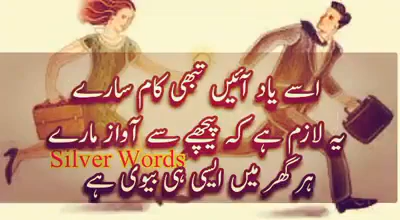 اسے یاد آئیں تبھی کام سارے
یہ لازم ہے کہ پیچھے سے آواز مارے
Silver Words
ہر گھر میں ایسی ہی بیوی ہے